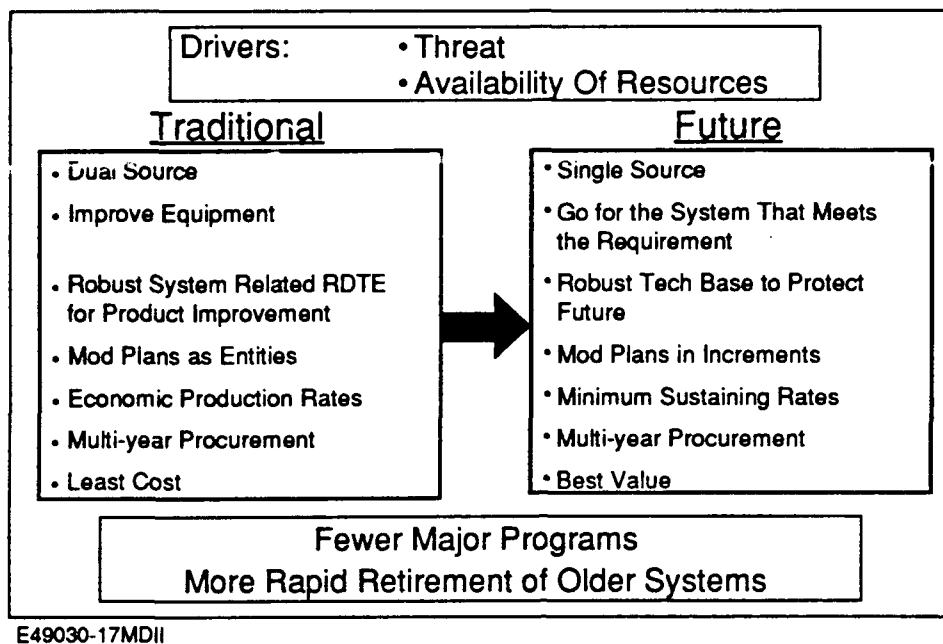 Drivers: • Threat
• Availability Of Resources
Traditional
• Dual Source
• Improve Equipment
• Robust System Related RDTE
for Product Improvement
• Mod Plans as Entities
• Economic Production Rates
• Multi-year Procurement
• Least Cost
Future
• Single Source
• Go for the System That Meets
the Requirement
• Robust Tech Base to Protect
Future
• Mod Plans in Increments
• Minimum Sustaining Rates
• Multi-year Procurement
• Best Value
Fewer Major Programs
More Rapid Retirement of Older Systems
E49030-17MDII